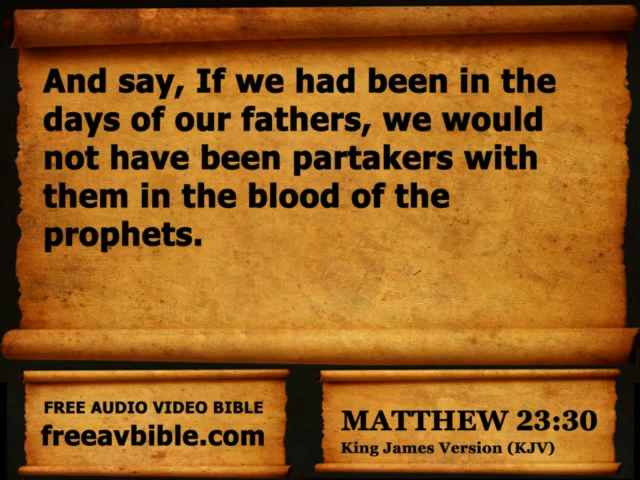 And say, If we had been in the
days of our fathers, we would
not have been partakers with
them in the blood of the
prophets.
FREE AUDIO VIDEO BIBLE
freeavbible.com
MATTHEW 23:30
King James Version (KJV)